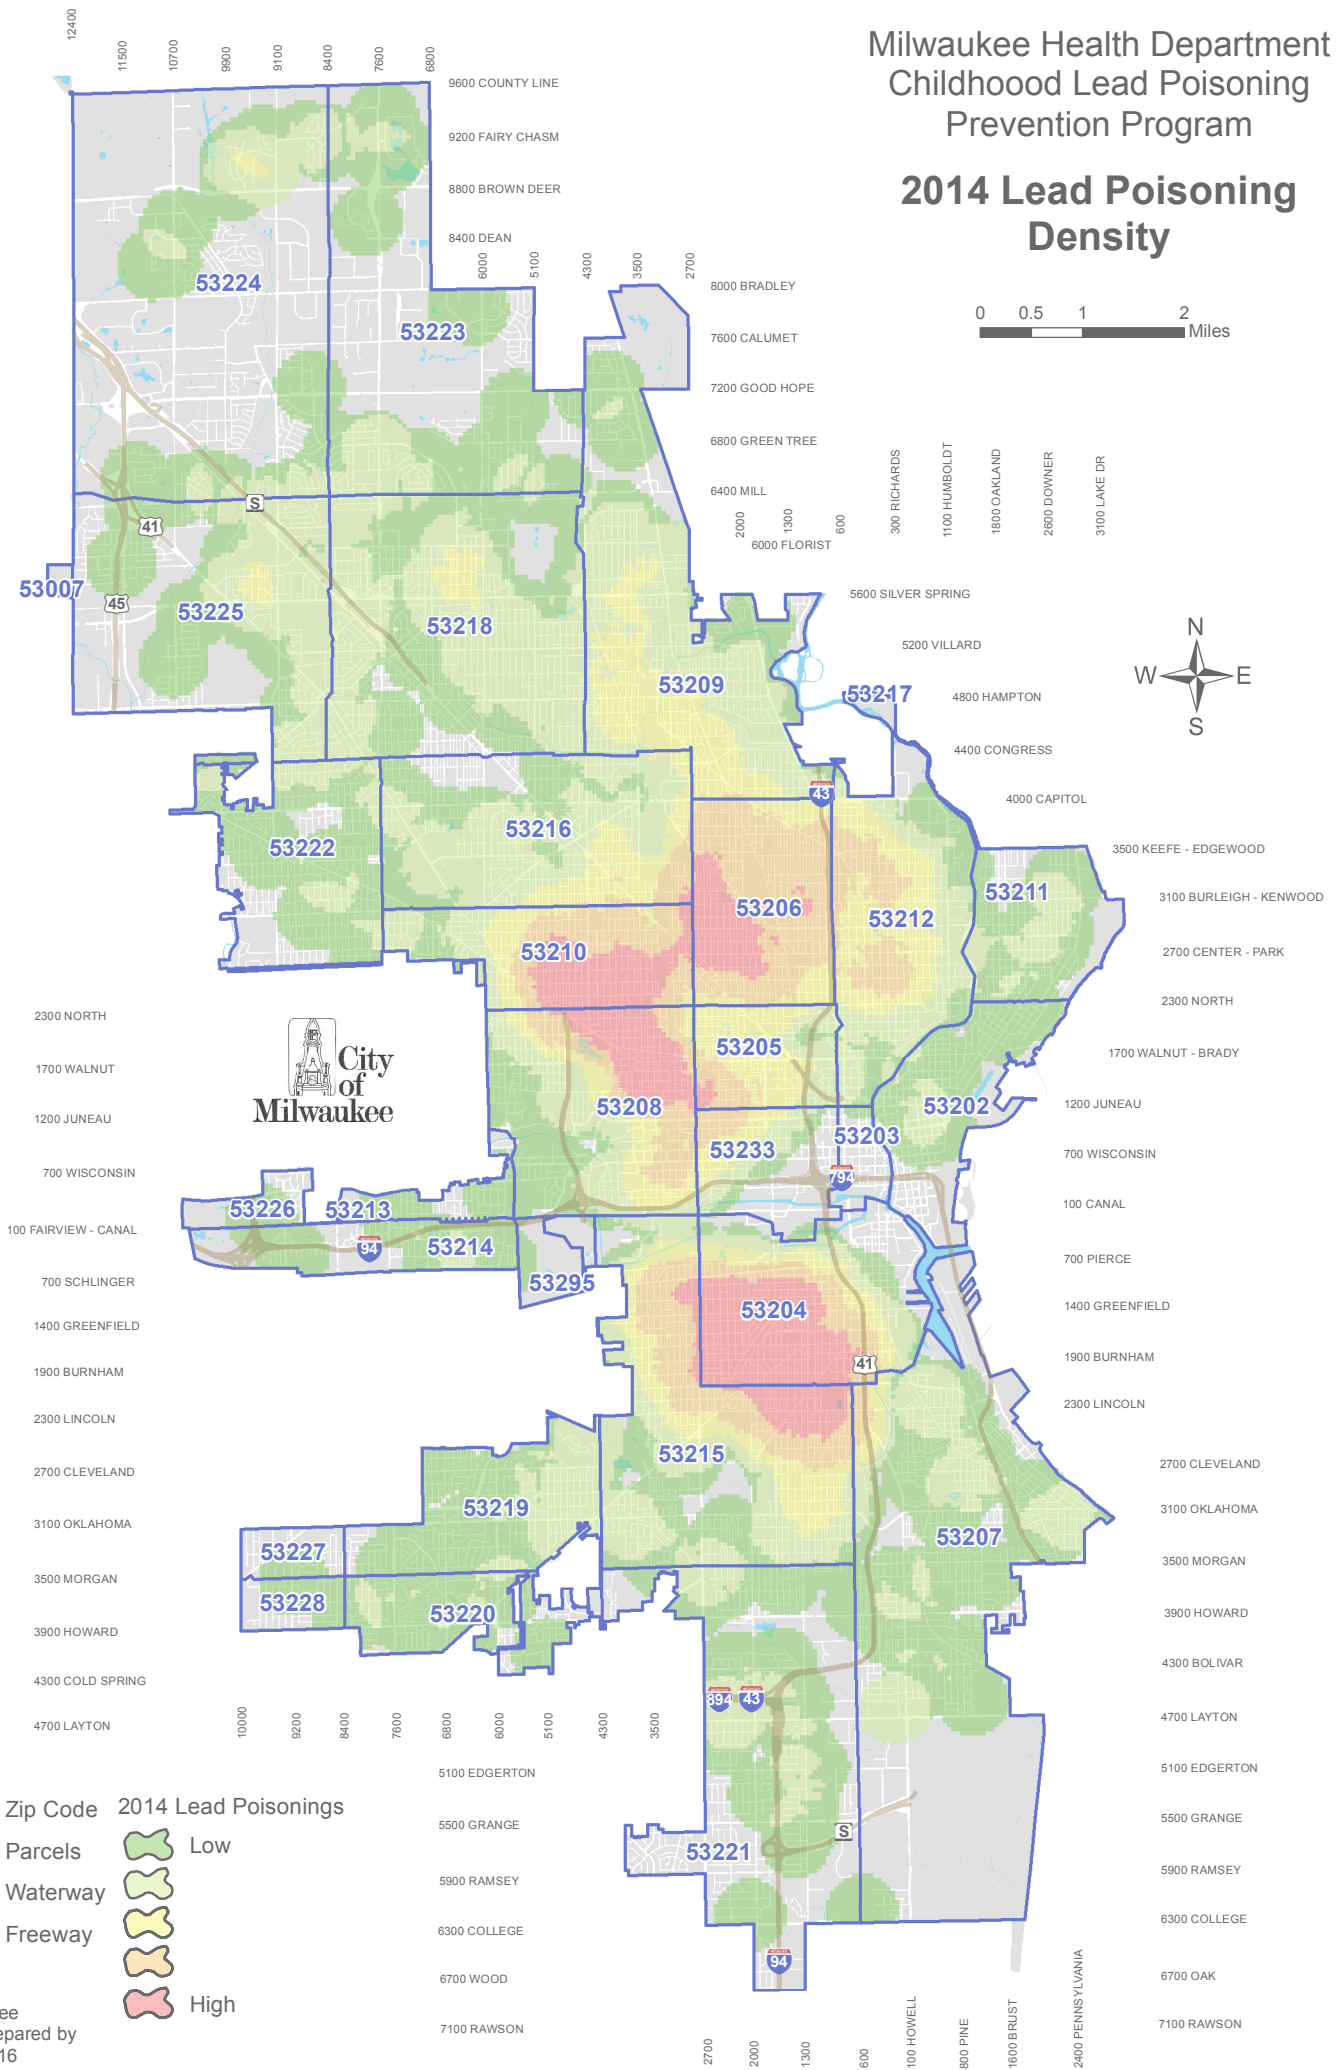 Milwaukee Health Department
Childhoood Lead Poisoning
Prevention Program
2014 Lead Poisoning
Density
0 0.5 1 2
Miles
12400
11500
10700
9900
9100
8400
7600
6800
9600 COUNTY LINE
9200 FAIRY CHASM
8800 BROWN DEER
8400 DEAN
6000
5100
4300
3500
2700
8000 BRADLEY
7600 CALUMET
7200 GOOD HOPE
6800 GREEN TREE
6400 MILL
2000
1300
600
6000 FLORIST
300 RICHARDS
1100 HUMBOLDT
1800 OAKLAND
2600 DOWNER
3100 LAKE DR
5600 SILVER SPRING
5200 VILLARD
4800 HAMPTON
4400 CONGRESS
4000 CAPITOL
3500 KEEFE - EDGEWOOD
3100 BURLEIGH - KENWOOD
2700 CENTER - PARK
2300 NORTH
1700 WALNUT - BRADY
1200 JUNEAU
700 WISCONSIN
100 CANAL
700 PIERCE
1400 GREENFIELD
1900 BURNHAM
2300 LINCOLN
2700 CLEVELAND
3100 OKLAHOMA
3500 MORGAN
3900 HOWARD
4300 BOLIVAR
4700 LAYTON
5100 EDGERTON
5500 GRANGE
5900 RAMSEY
6300 COLLEGE
6700 OAK
7100 RAWSON
N
W E
S
53224
53223
S
41
53007
45
53225
53218
53209
53217
43
53216
53222
53206
53212
53211
53210
53205
53208
53202
53233
53203
794
53226
53213
94
53214
53295
53204
41
53215
53219
53227
53228
53220
53207
894
43
53221
S
94
City
of
Milwaukee
2300 NORTH
1700 WALNUT
1200 JUNEAU
700 WISCONSIN
100 FAIRVIEW - CANAL
700 SCHLINGER
1400 GREENFIELD
1900 BURNHAM
2300 LINCOLN
2700 CLEVELAND
3100 OKLAHOMA
3500 MORGAN
3900 HOWARD
4300 COLD SPRING
4700 LAYTON
10000
9200
8400
7600
6800
6000
5100
4300
3500
5100 EDGERTON
5500 GRANGE
5900 RAMSEY
6300 COLLEGE
6700 WOOD
7100 RAWSON
2700
2000
1300
600
100 HOWELL
800 PINE
1600 BRUST
2400 PENNSYLVANIA
Zip Code
Parcels
Waterway
Freeway
2014 Lead Poisonings
Low
High
ee
epared by
16